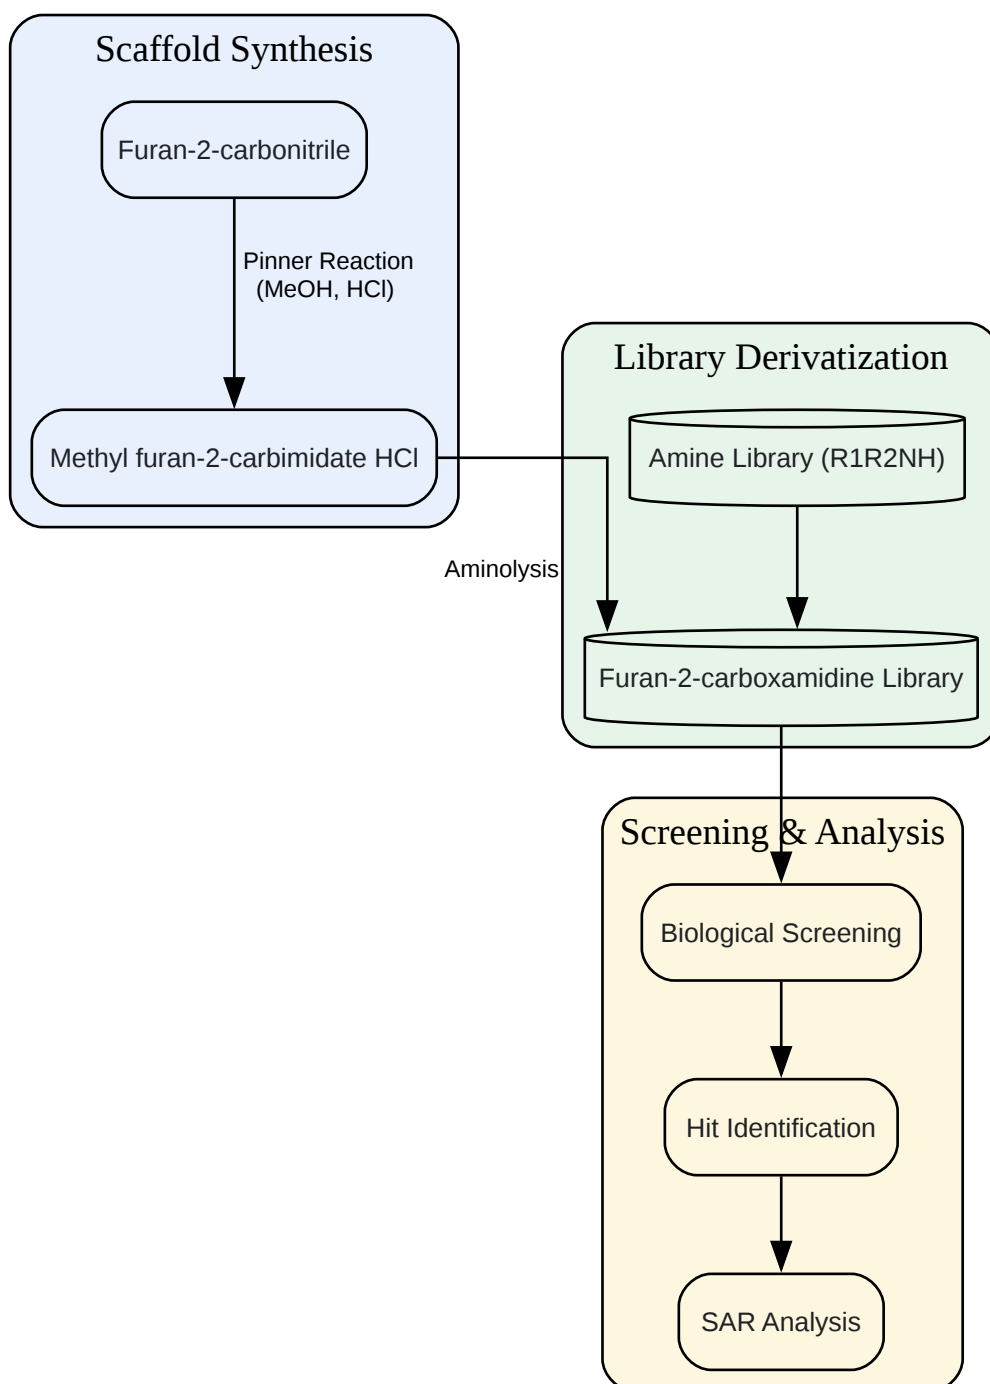 Scaffold Synthesis
Furan-2-carbonitrile
Pinner Reaction
(MeOH, HCl)
Methyl furan-2-carbimidate HCl
Library Derivatization
Amine Library (R1R2NH)
Aminolysis
Furan-2-carboxamidine Library
Screening & Analysis
Biological Screening
Hit Identification
SAR Analysis